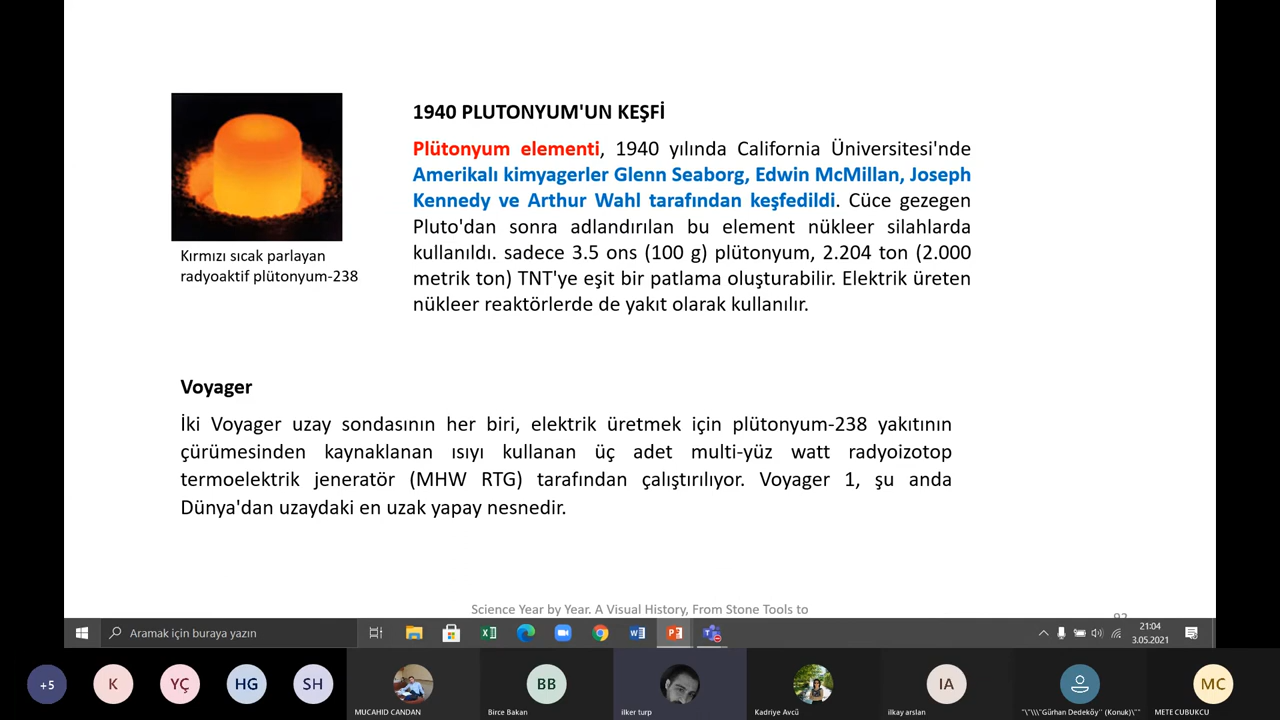 1940 PLUTONYUM'UN KEŞFİ
Plütonyum elementi, 1940 yılında California Üniversitesi'nde
Amerikalı kimyagerler Glenn Seaborg, Edwin McMillan, Joseph
Kennedy ve Arthur Wahl tarafından keşfedildi. Cüce gezegen
Pluto'dan sonra adlandırılan bu element nükleer silahlarda
kullanıldı. sadece 3.5 ons (100 g) plütonyum, 2.204 ton (2.000
metrik ton) TNT'ye eşit bir patlama oluşturabilir. Elektrik üreten
nükleer reaktörlerde de yakıt olarak kullanılır.
Kırmızı sıcak parlayan
radyoaktif plütonyum-238
Voyager
İki Voyager uzay sondasının her biri, elektrik üretmek için plütonyum-238 yakıtının
çürümesinden kaynaklanan ısıyı kullanan üç adet multi-yüz watt radyoizotop
termoelektrik jeneratör (MHW RTG) tarafından çalıştırılıyor. Voyager 1, şu anda
Dünya'dan uzaydaki en uzak yapay nesnedir.
Science Year by Year. A Visual History, From Stone Tools to
Aramak için buraya yazın
21:04
3.05.2021
+5
K
YÇ
HG
SH
MUCAHID CANDAN
BB
Birce Bakan
ilker turp
Kadriye Avcü
IA
ilkay arslan
"\"\\\"Gürhan Dedeköy" (Konuk)\""
MC
METE CUBUKCU